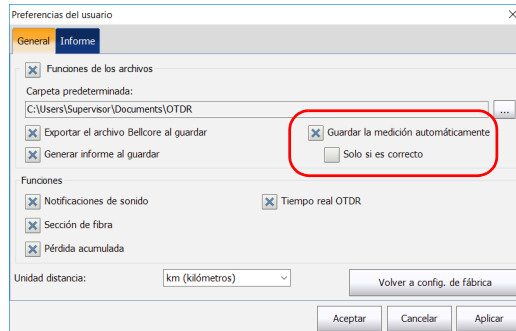 Preferencias del usuario
General Informe
Funciones de los archivos
Carpeta predeterminada:
C:\Users\Supervisor\Documents\OTDR ...
Exportar el archivo Bellcore al guardar Guardar la medición automáticamente
Generar informe al guardar Solo si es correcto
Funciones
Notificaciones de sonido Tiempo real OTDR
Sección de fibra
Pérdida acumulada
Unidad distancia: km (kilómetros) Volver a config. de fábrica
Aceptar Cancelar Aplicar